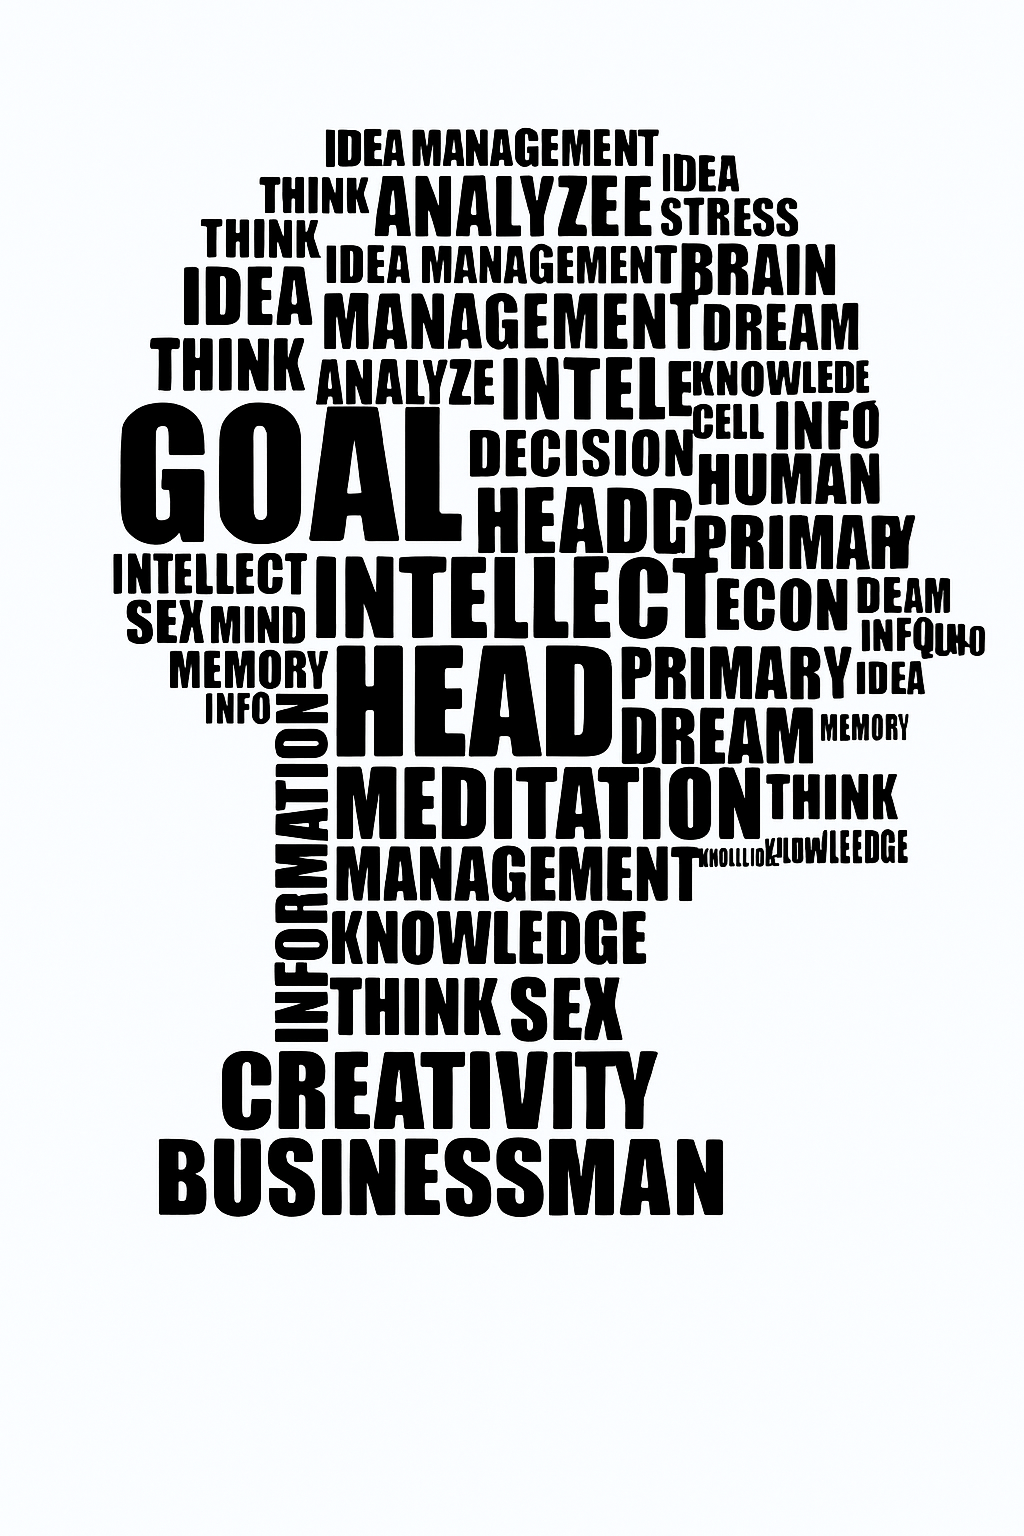 IDEA MANAGEMENT
IDEA
THINK ANALYZEE STRESS
THINK
IDEA MANAGEMENT BRAIN
IDEA MANAGEMENT DREAM
THINK ANALYZE INTELE KNOWLEDE
CELL INFO
GOAL DECISION
HUMAN
HEADC PRIMARY
INTELLECT INTELLECT ECON DEAM
SEX MIND
MEMORY HEAD PRIMARY IDEA
INFO DREAM MEMORY
INFORMATION
MEDITATION THINK
MANAGEMENT
KNOWLEDGE
THINK SEX
CREATIVITY
BUSINESSMAN